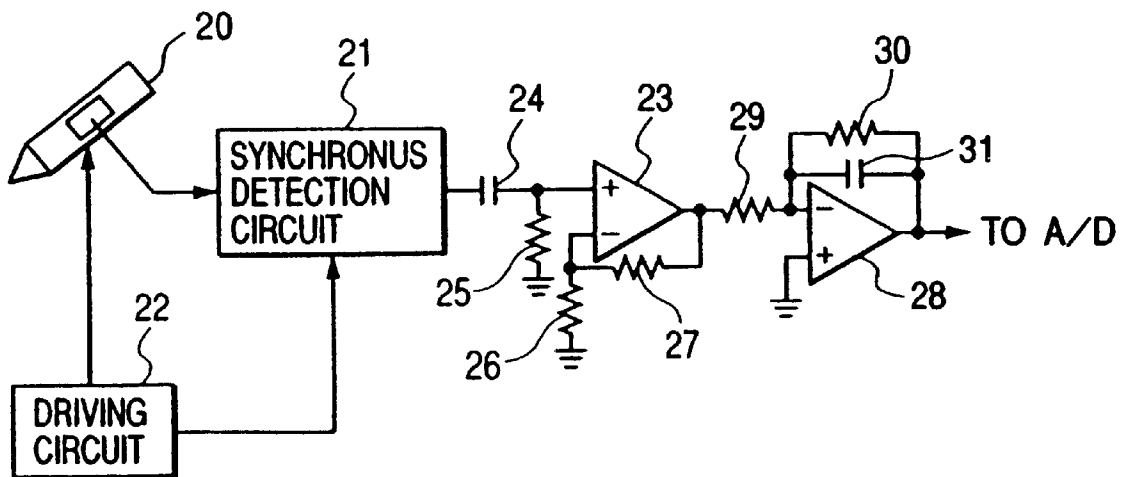 20
21
24
23
29
30
31
SYNCHRONUS
DETECTION
CIRCUIT
+
−
−
+
TO A/D
25
26
27
28
22
DRIVING
CIRCUIT